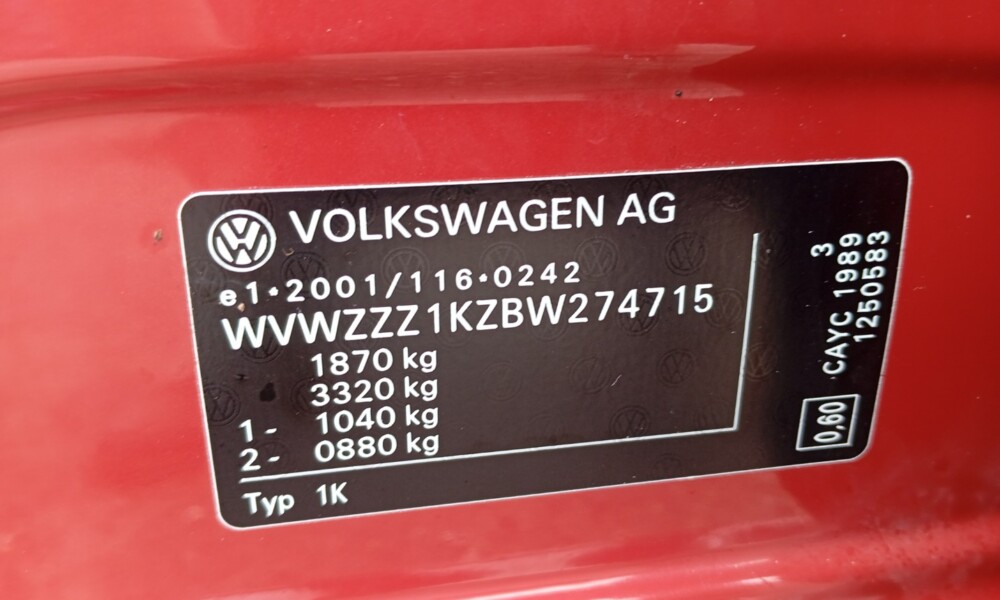 VOLKSWAGEN AG
e1*2001/116*0242
WVWZZZ1KZBW274715
1870 kg
3320 kg
1- 1040 kg
2- 0880 kg
Typ 1K
3
CAYC 1989
1250583
0,60